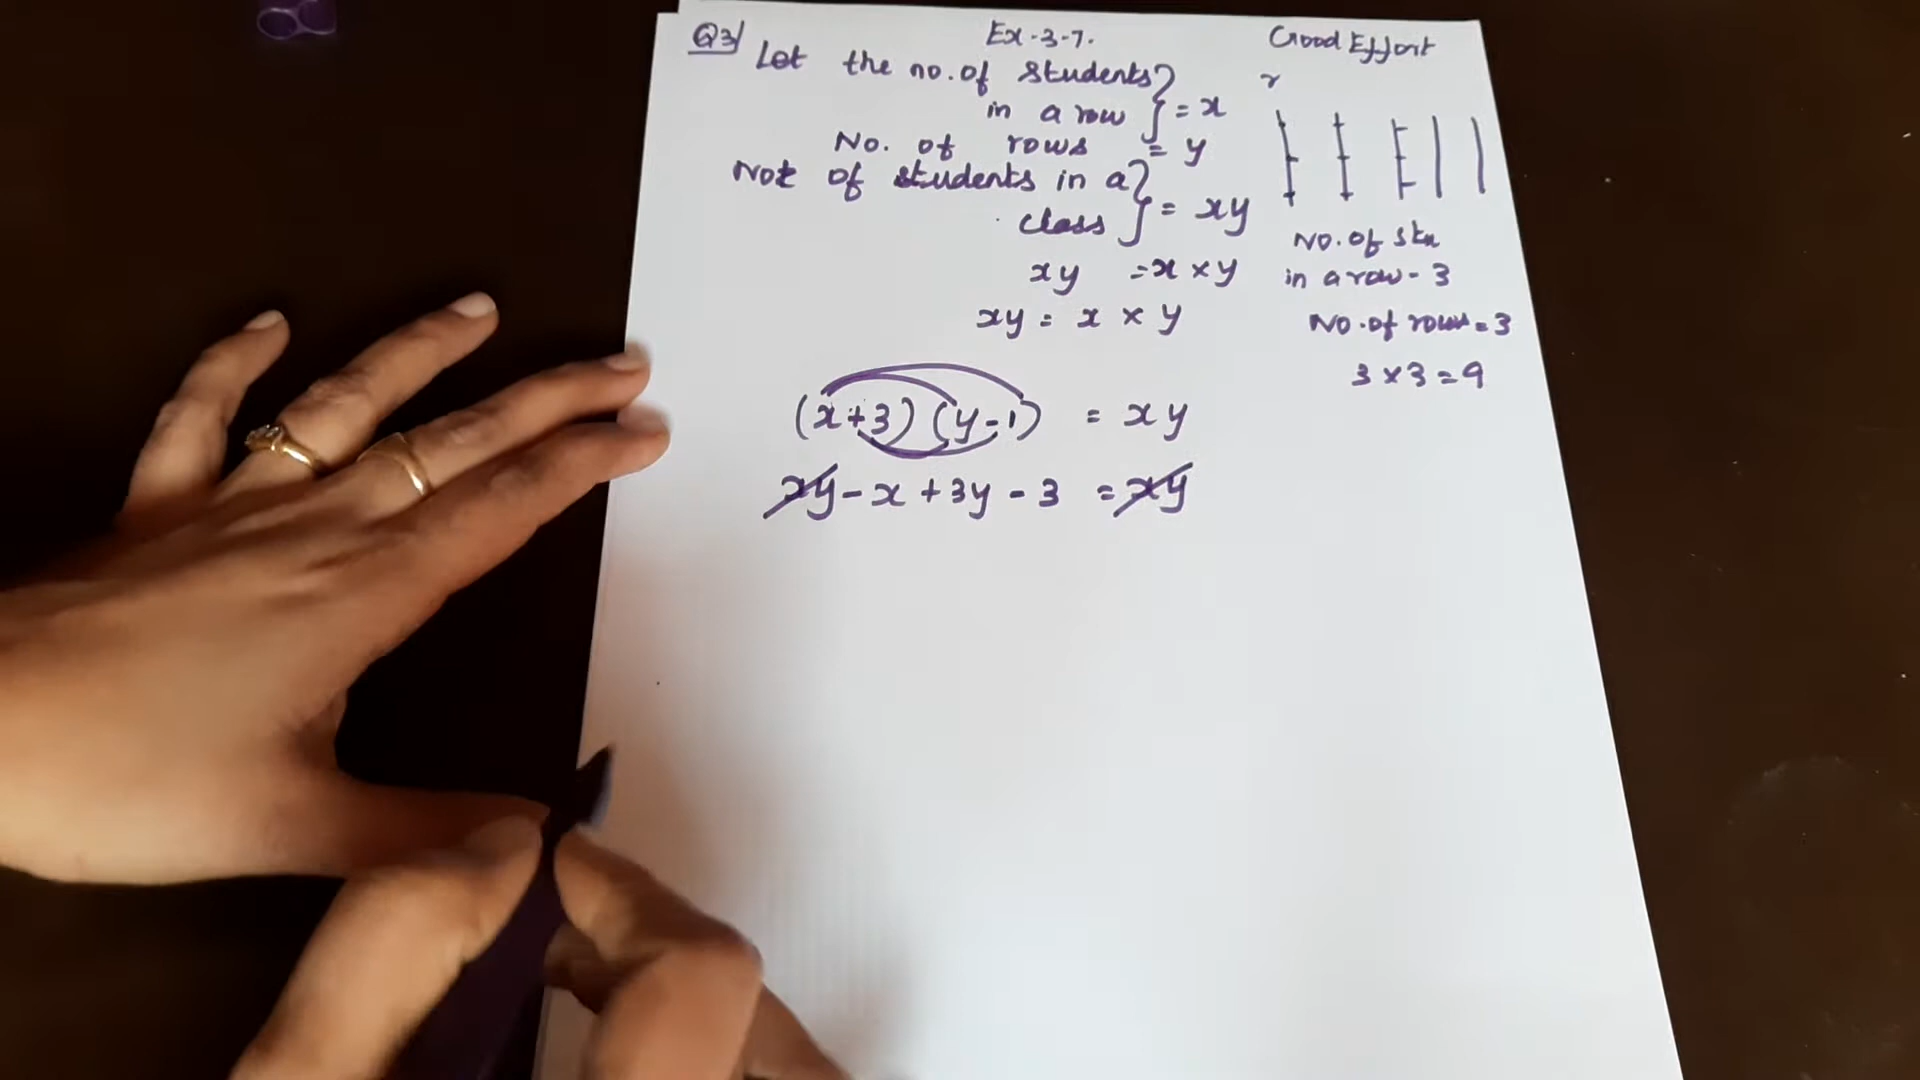 Q3/ Ex-3-7. Good Effort
Let the no. of students
in a row } = x
No. of rows = y
Not of students in a
class } = xy
xy = x × y
xy = x × y
(x+3) (y-1) = xy
xy - x + 3y - 3 = xy
No. of stu
in a row - 3
No. of rows = 3
3 × 3 = 9